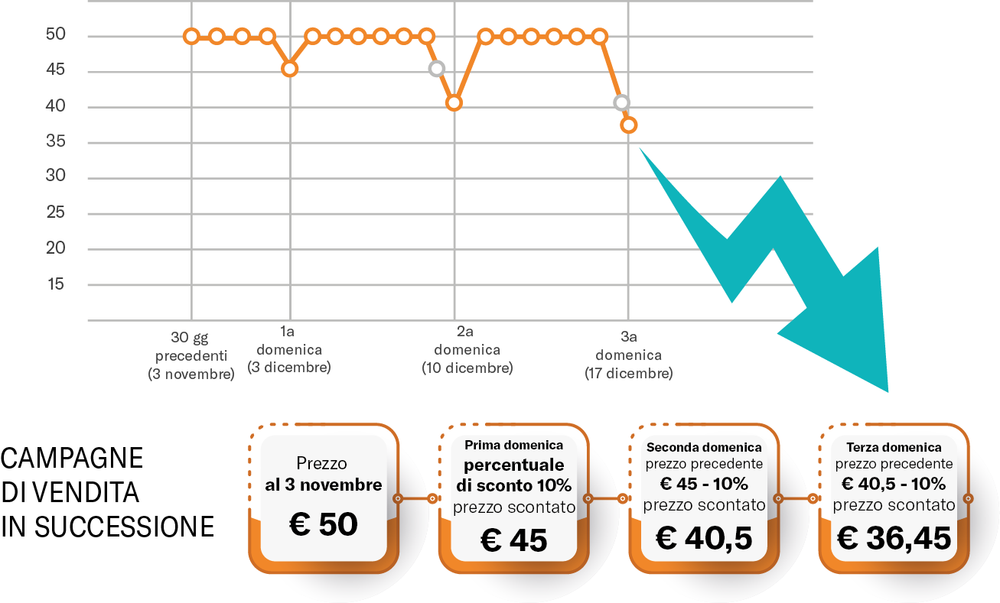 50
45
40
35
30
25
20
15
30 gg
precedenti
(3 novembre)
1a
domenica
(3 dicembre)
2a
domenica
(10 dicembre)
3a
domenica
(17 dicembre)
CAMPAGNE
DI VENDITA
IN SUCCESSIONE
Prezzo
al 3 novembre
€ 50
Prima domenica
percentuale
di sconto 10%
prezzo scontato
€ 45
Seconda domenica
prezzo precedente
€ 45 - 10%
prezzo scontato
€ 40,5
Terza domenica
prezzo precedente
€ 40,5 - 10%
prezzo scontato
€ 36,45